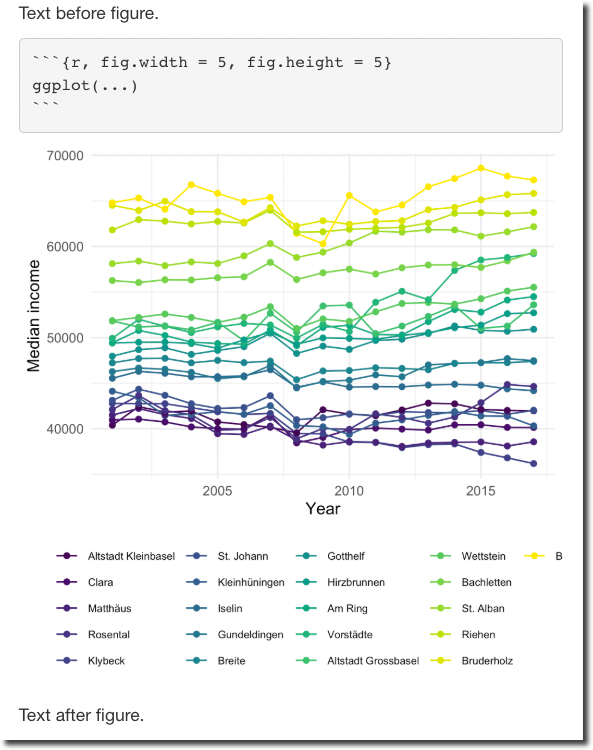 Text before figure.
```{r, fig.width = 5, fig.height = 5}
ggplot(...)
```
70000
60000
50000
40000
Median income
2005 2010 2015
Year
Altstadt Kleinbasel St. Johann Gotthelf Wettstein B
Clara Kleinhüningen Hirzbrunnen Bachletten
Matthäus Iselin Am Ring St. Alban
Rosental Gundeldingen Vorstädte Riehen
Klybeck Breite Altstadt Grossbasel Bruderholz
Text after figure.